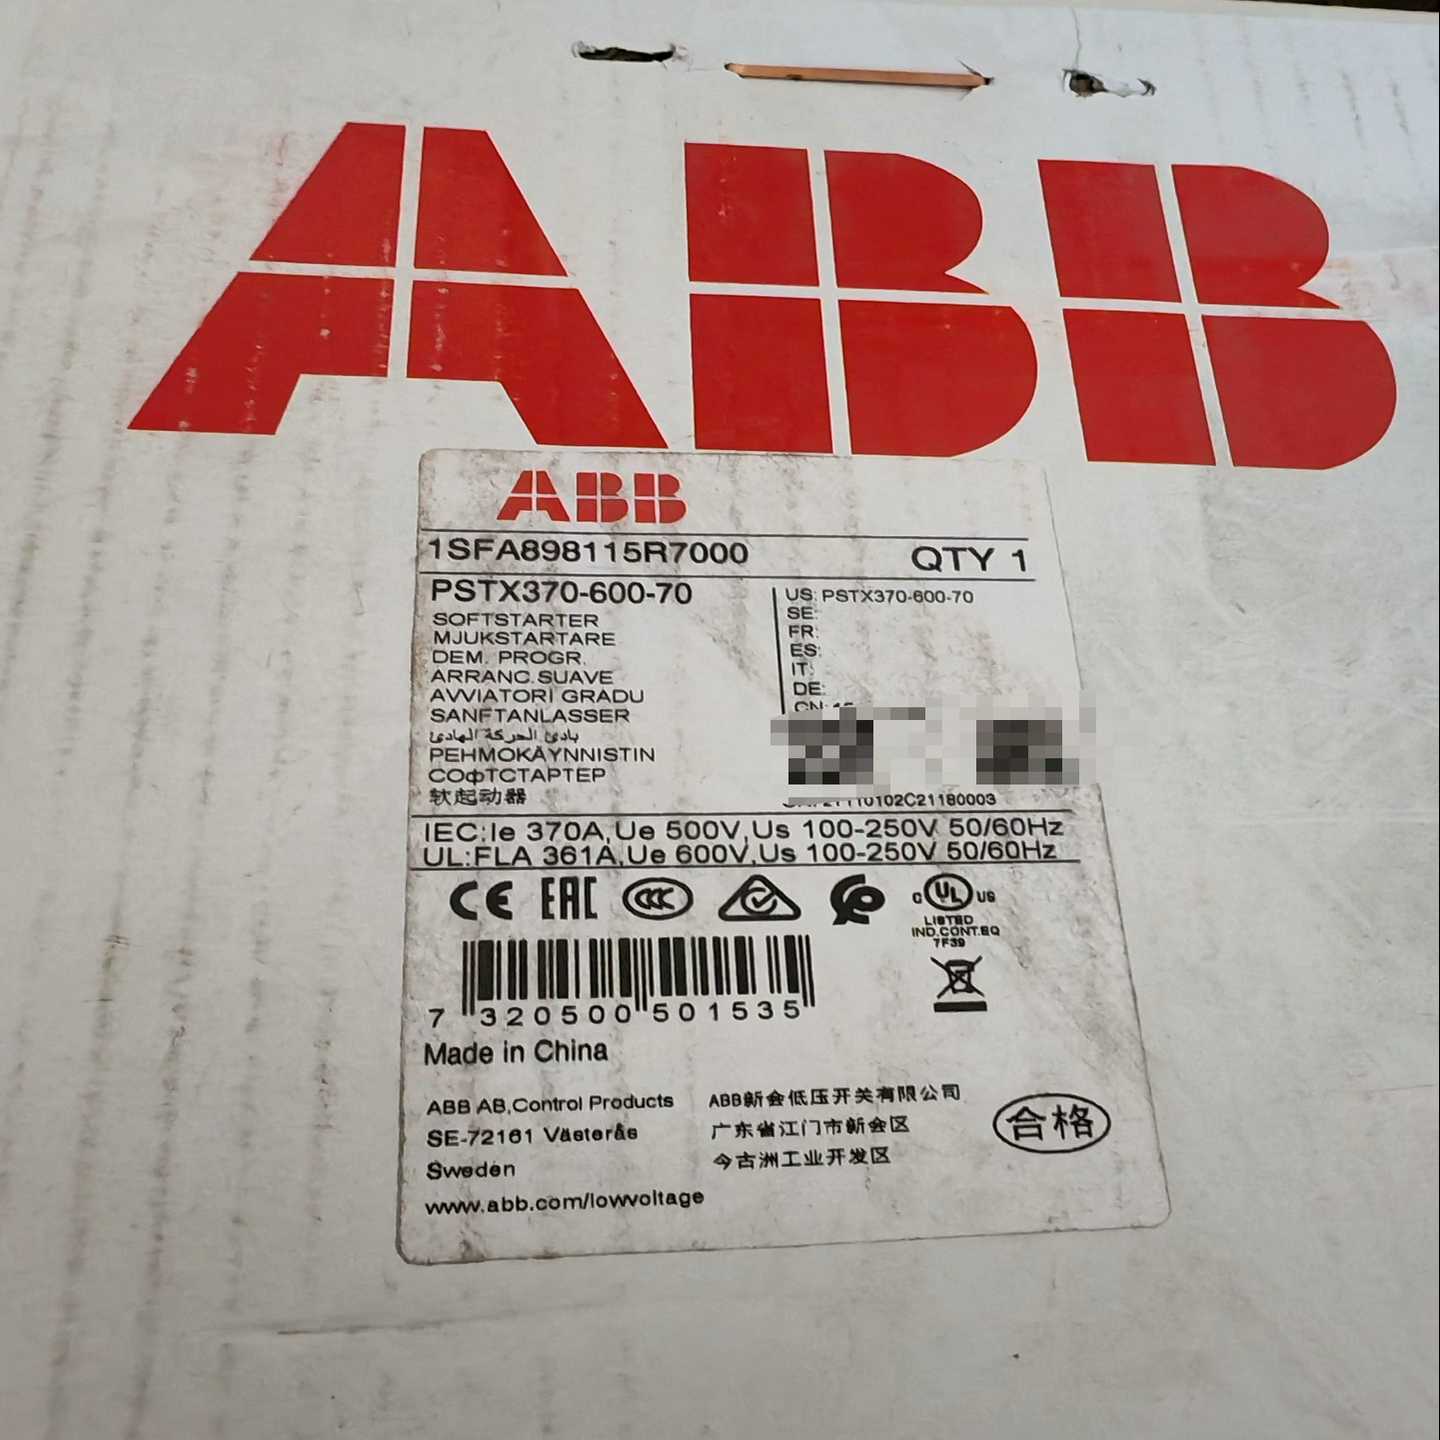 ABB
ABB
1SFA898115R7000 QTY 1
PSTX370-600-70
SOFTSTARTER
MJUKSTARTARE
DEM. PROGR.
ARRANC.SUAVE
AVVIATORI GRADU
SANFTANLASSER
بادئ الحركة الهادئ
PEHMOKÄYNNISTIN
СОфТСТАРТЕР
软起动器
US: PSTX370-600-70
SE:
FR:
ES:
IT:
DE:
CN:
IEC:Ie 370A,Ue 500V,Us 100-250V 50/60Hz
UL:FLA 361A,Ue 600V,Us 100-250V 50/60Hz
CE EAC CCC C UL US
LISTED
IND.CONT.EQ
7F39
7 320500 501535
Made in China
ABB AB,Control Products
SE-72161 Västerås
Sweden
www.abb.com/lowvoltage
ABB新会低压开关有限公司
广东省江门市新会区
今古洲工业开发区
合格